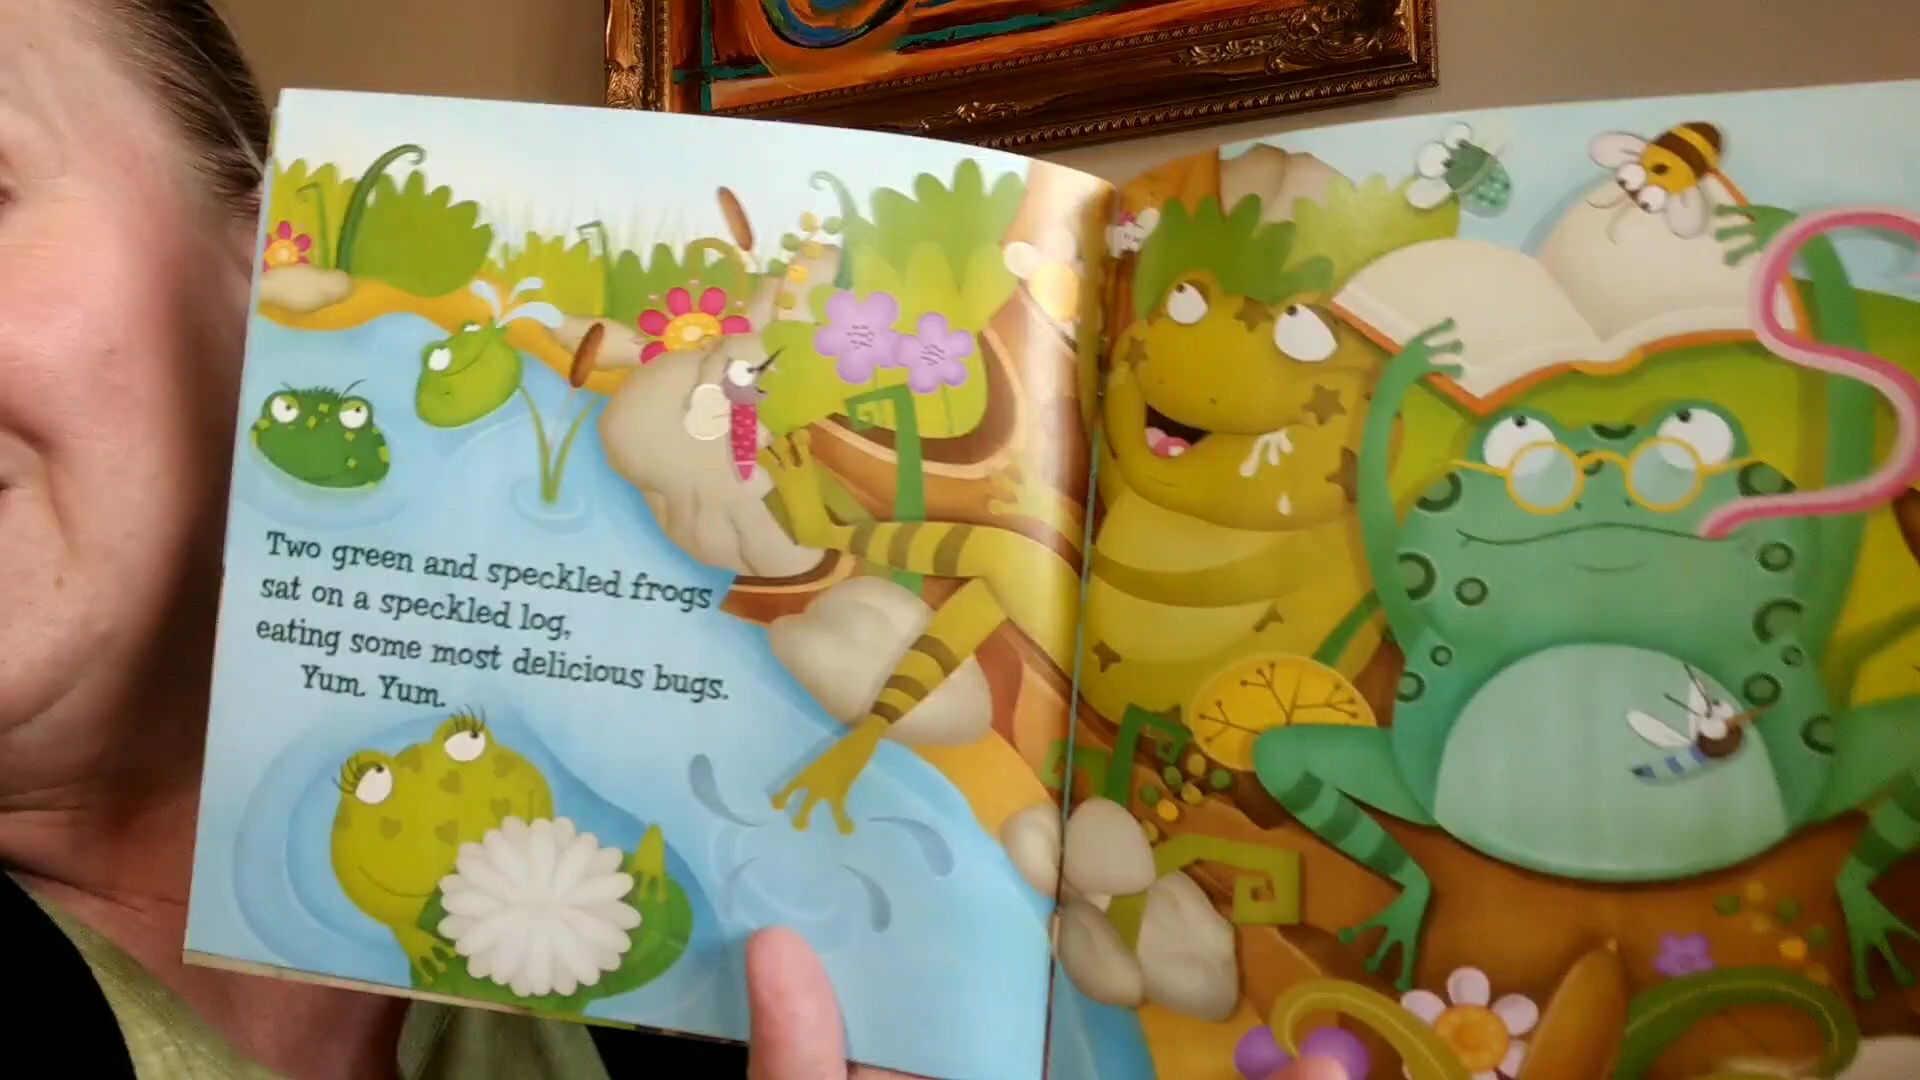 Two green and speckled frogs
sat on a speckled log,
eating some most delicious bugs.
Yum. Yum.